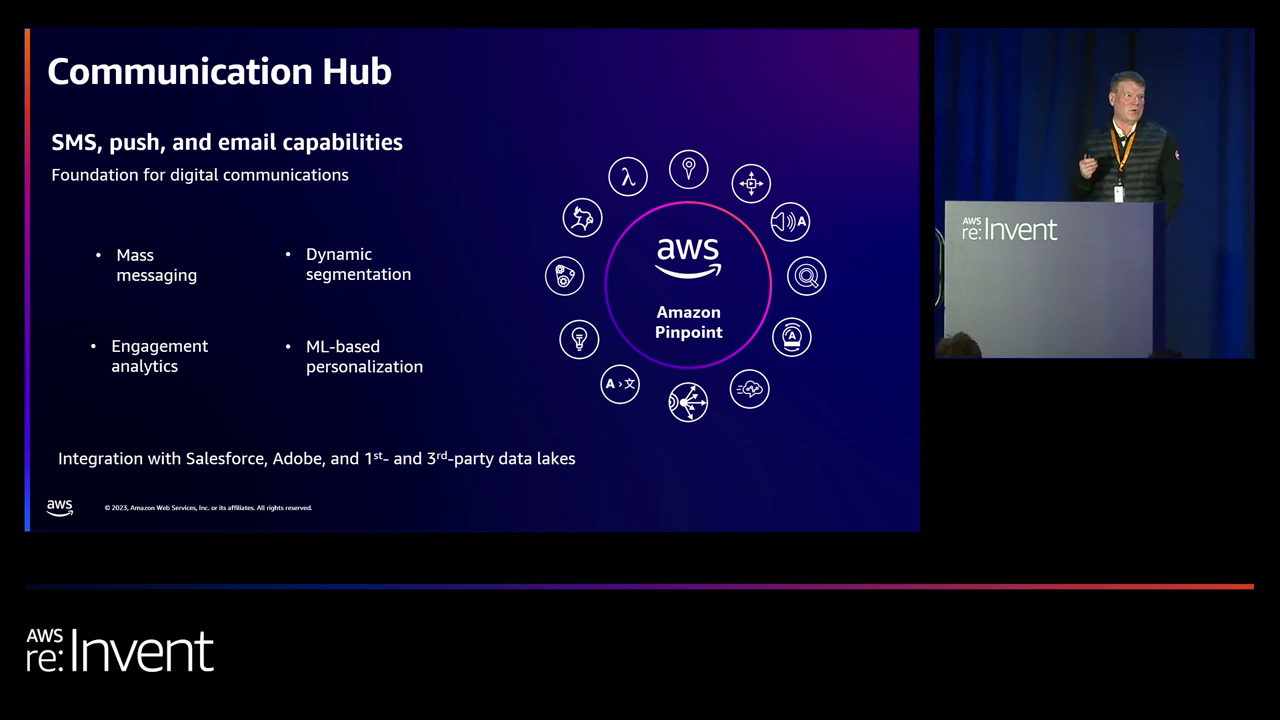 Communication Hub
SMS, push, and email capabilities
Foundation for digital communications
• Mass
messaging
• Dynamic
segmentation
• Engagement
analytics
• ML-based
personalization
Integration with Salesforce, Adobe, and 1st- and 3rd-party data lakes
aws
© 2023, Amazon Web Services, Inc. or its affiliates. All rights reserved.
λ
A
A
A›文
aws
Amazon
Pinpoint
AWS
re:Invent
AWS
re:Invent